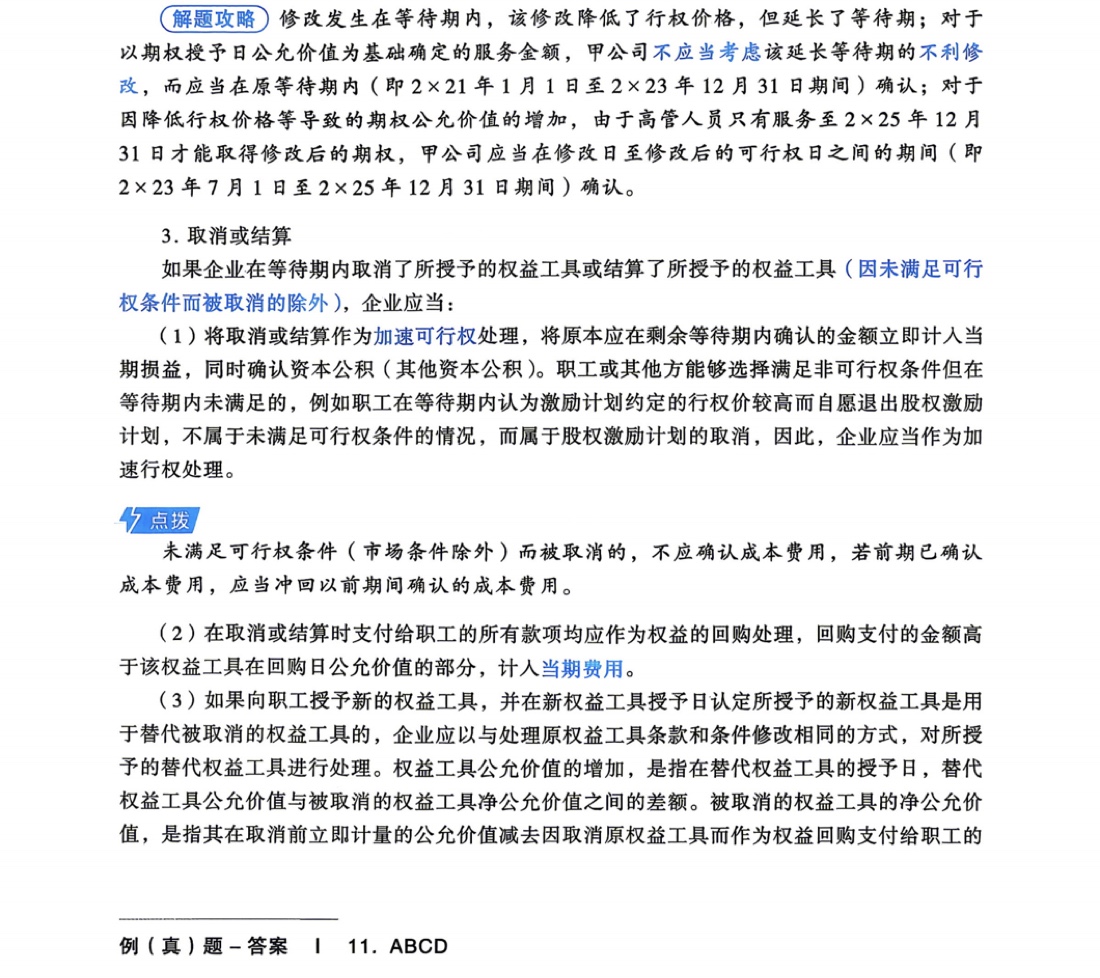 解题攻略 修改发生在等待期内，该修改降低了行权价格，但延长了等待期；对于
以期权授予日公允价值为基础确定的服务金额，甲公司不应当考虑该延长等待期的不利修
改，而应当在原等待期内（即 2×21 年 1 月 1 日至 2×23 年 12 月 31 日期间）确认；对于
因降低行权价格等导致的期权公允价值的增加，由于高管人员只有服务至 2×25 年 12 月
31 日才能取得修改后的期权，甲公司应当在修改日至修改后的可行权日之间的期间（即
2×23 年 7 月 1 日至 2×25 年 12 月 31 日期间）确认。
3. 取消或结算
如果企业在等待期内取消了所授予的权益工具或结算了所授予的权益工具（因未满足可行
权条件而被取消的除外），企业应当：
（1）将取消或结算作为加速可行权处理，将原本应在剩余等待期内确认的金额立即计入当
期损益，同时确认资本公积（其他资本公积）。职工或其他方能够选择满足非可行权条件但在
等待期内未满足的，例如职工在等待期内认为激励计划约定的行权价较高而自愿退出股权激励
计划，不属于未满足可行权条件的情况，而属于股权激励计划的取消，因此，企业应当作为加
速行权处理。
点拨
未满足可行权条件（市场条件除外）而被取消的，不应确认成本费用，若前期已确认
成本费用，应当冲回以前期间确认的成本费用。
（2）在取消或结算时支付给职工的所有款项均应作为权益的回购处理，回购支付的金额高
于该权益工具在回购日公允价值的部分，计入当期费用。
（3）如果向职工授予新的权益工具，并在新权益工具授予日认定所授予的新权益工具是用
于替代被取消的权益工具的，企业应以与处理原权益工具条款和条件修改相同的方式，对所授
予的替代权益工具进行处理。权益工具公允价值的增加，是指在替代权益工具的授予日，替代
权益工具公允价值与被取消的权益工具净公允价值之间的差额。被取消的权益工具的净公允价
值，是指其在取消前立即计量的公允价值减去因取消原权益工具而作为权益回购支付给职工的
例（真）题 – 答案 | 11. ABCD